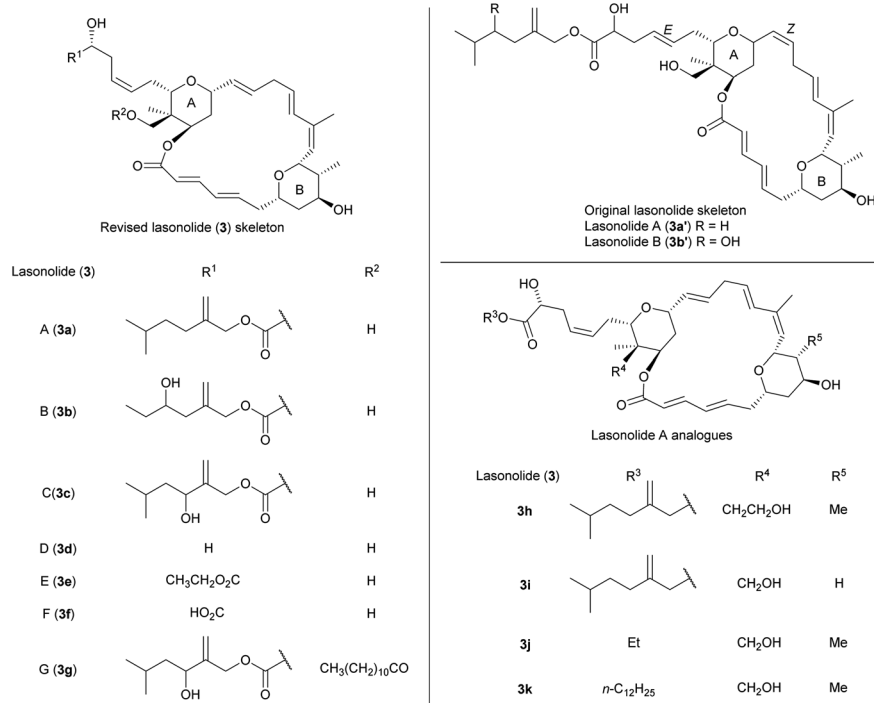 OH
R1
O
A
R2O
O
O
O
B
OH
Revised lasonolide (3) skeleton
Lasonolide (3) R1 R2
A (3a) O O H
B (3b) OH O O H
C(3c) OH O O H
D (3d) H H
E (3e) CH3CH2O2C H
F (3f) HO2C H
G (3g) OH O O CH3(CH2)10CO
R
O
O
OH
E
O
A
Z
HO
O
O
O
B
OH
Original lasonolide skeleton
Lasonolide A (3a') R = H
Lasonolide B (3b') R = OH
HO
R3O
O
O
R4
O
O
R5
O
OH
Lasonolide A analogues
Lasonolide (3) R3 R4 R5
3h CH2CH2OH Me
3i CH2OH H
3j Et CH2OH Me
3k n-C12H25 CH2OH Me